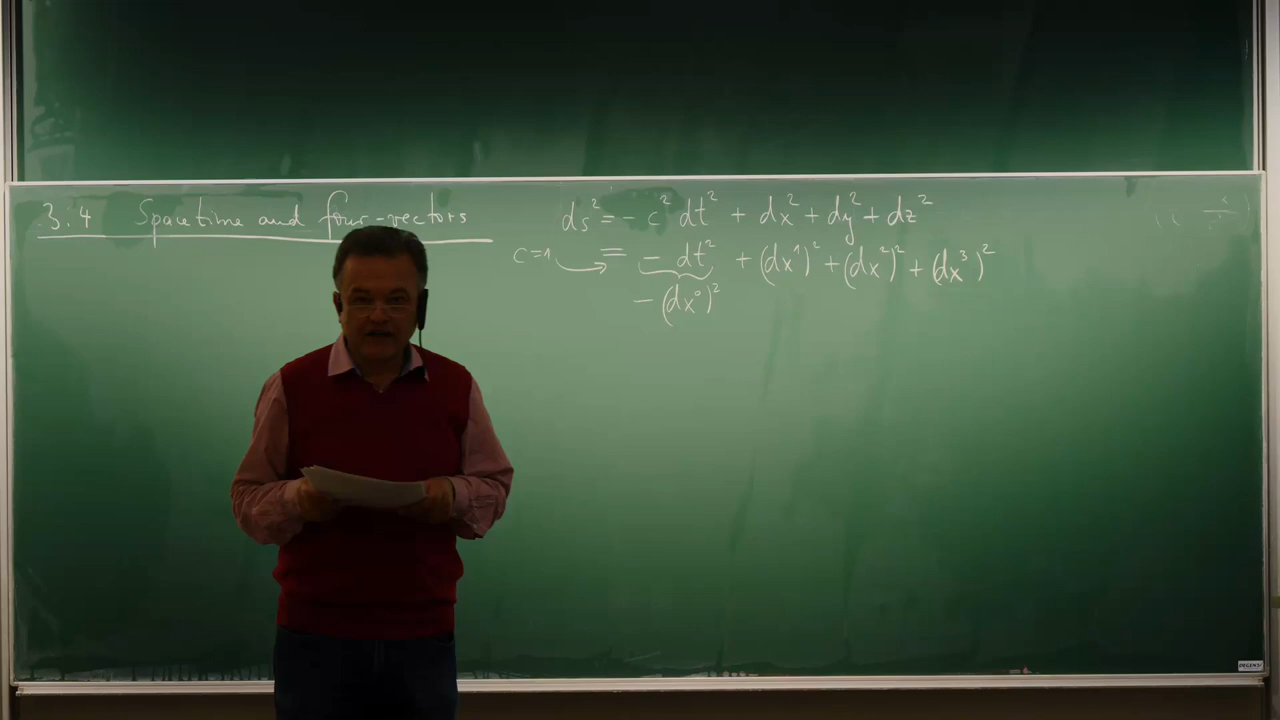 3.4 Spacetime and four-vectors
ds² = - c² dt² + dx² + dy² + dz²
c=1 → = - dt² + (dx¹)² + (dx²)² + (dx³)²
- (dx⁰)²